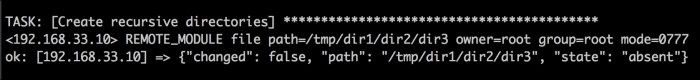 TASK: [Create recursive directories] ******************************************
<192.168.33.10> REMOTE_MODULE file path=/tmp/dir1/dir2/dir3 owner=root group=root mode=0777
ok: [192.168.33.10] => {"changed": false, "path": "/tmp/dir1/dir2/dir3", "state": "absent"}